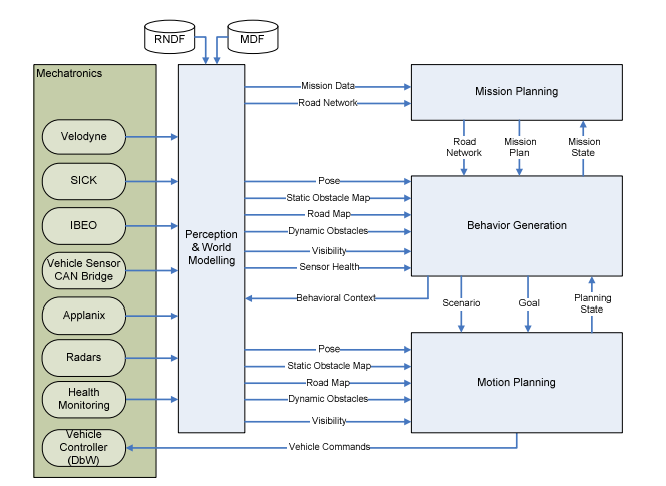 RNDF
MDF
Mechatronics
Velodyne
SICK
IBEO
Vehicle Sensor
CAN Bridge
Applanix
Radars
Health
Monitoring
Vehicle
Controller
(DbW)
Perception
& World
Modelling
Mission Data
Road Network
Pose
Static Obstacle Map
Road Map
Dynamic Obstacles
Visibility
Sensor Health
Behavioral Context
Pose
Static Obstacle Map
Road Map
Dynamic Obstacles
Visibility
Vehicle Commands
Mission Planning
Road
Network
Mission
Plan
Mission
State
Behavior Generation
Scenario
Goal
Planning
State
Motion Planning